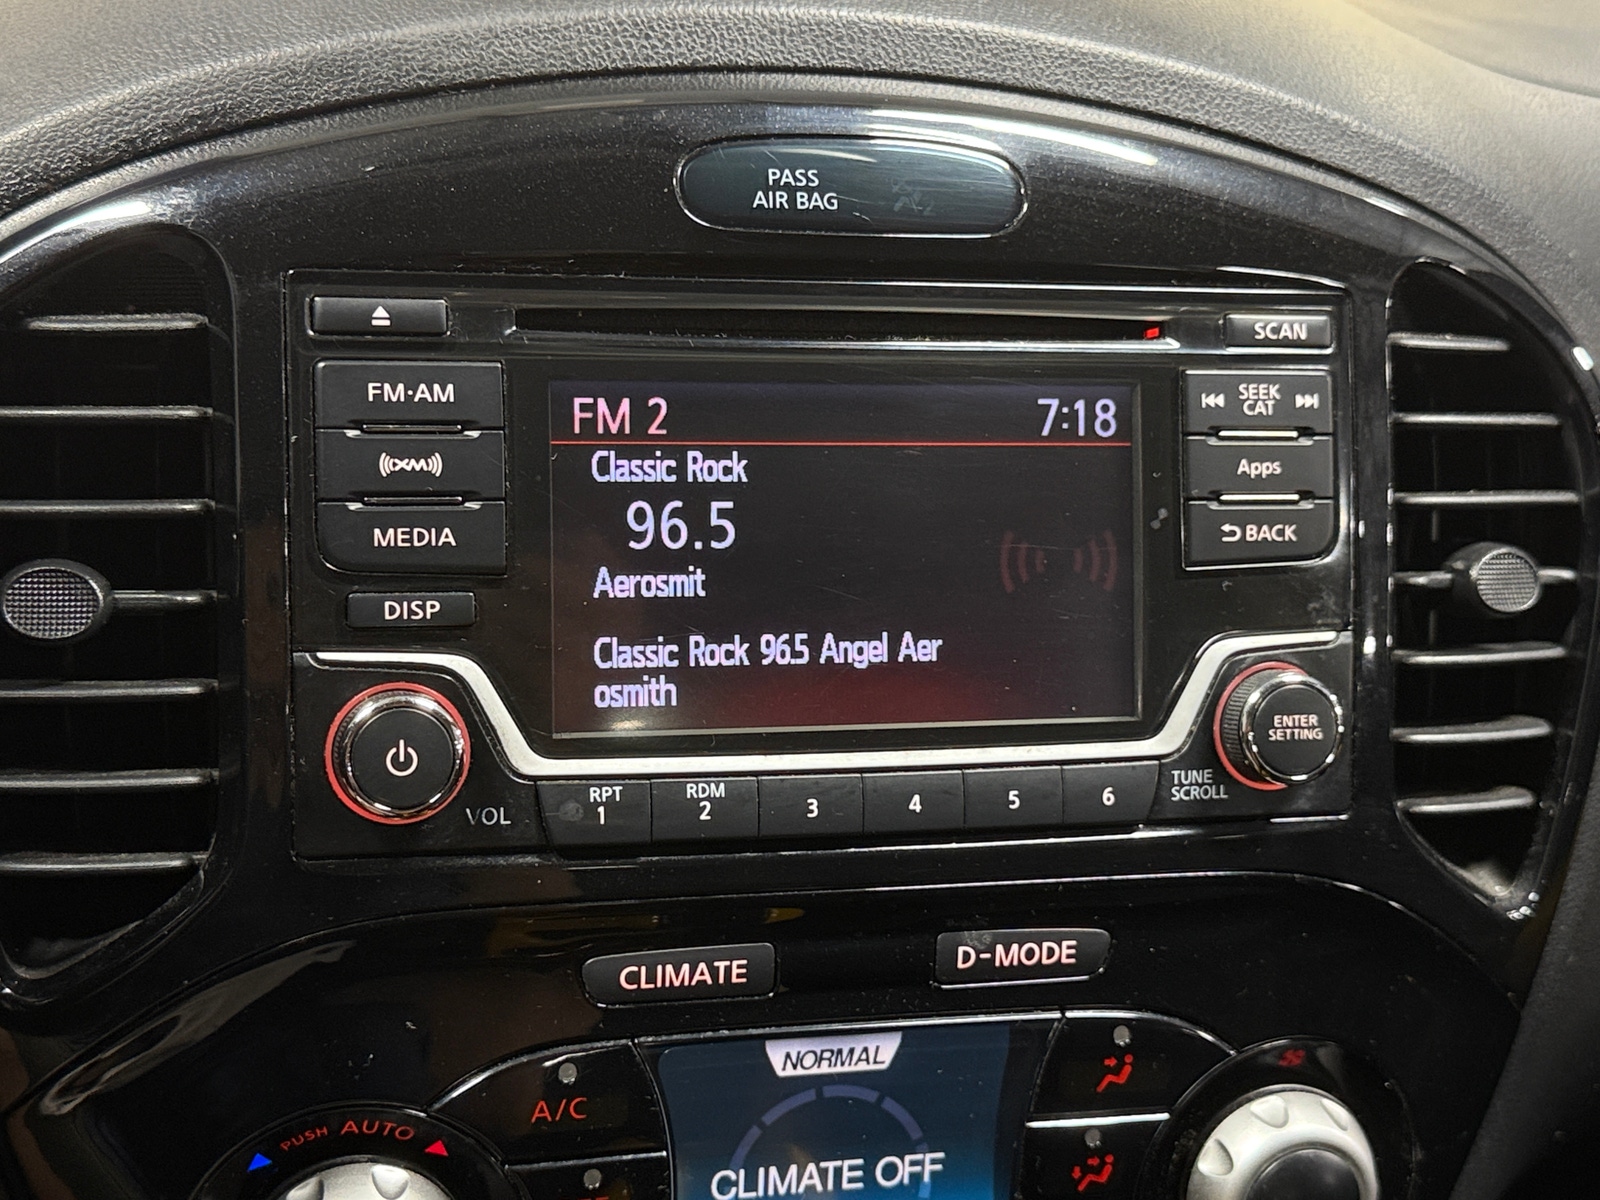 PASS
AIR BAG
SCAN
FM·AM
SEEK
CAT
FM 2
7:18
Classic Rock
((XM))
Apps
96.5
MEDIA
BACK
Aerosmit
DISP
Classic Rock 96.5 Angel Aer
osmith
ENTER
SETTING
VOL
RPT
1
RDM
2
3
4
5
6
TUNE
SCROLL
CLIMATE
D-MODE
NORMAL
A/C
PUSH AUTO
CLIMATE OFF